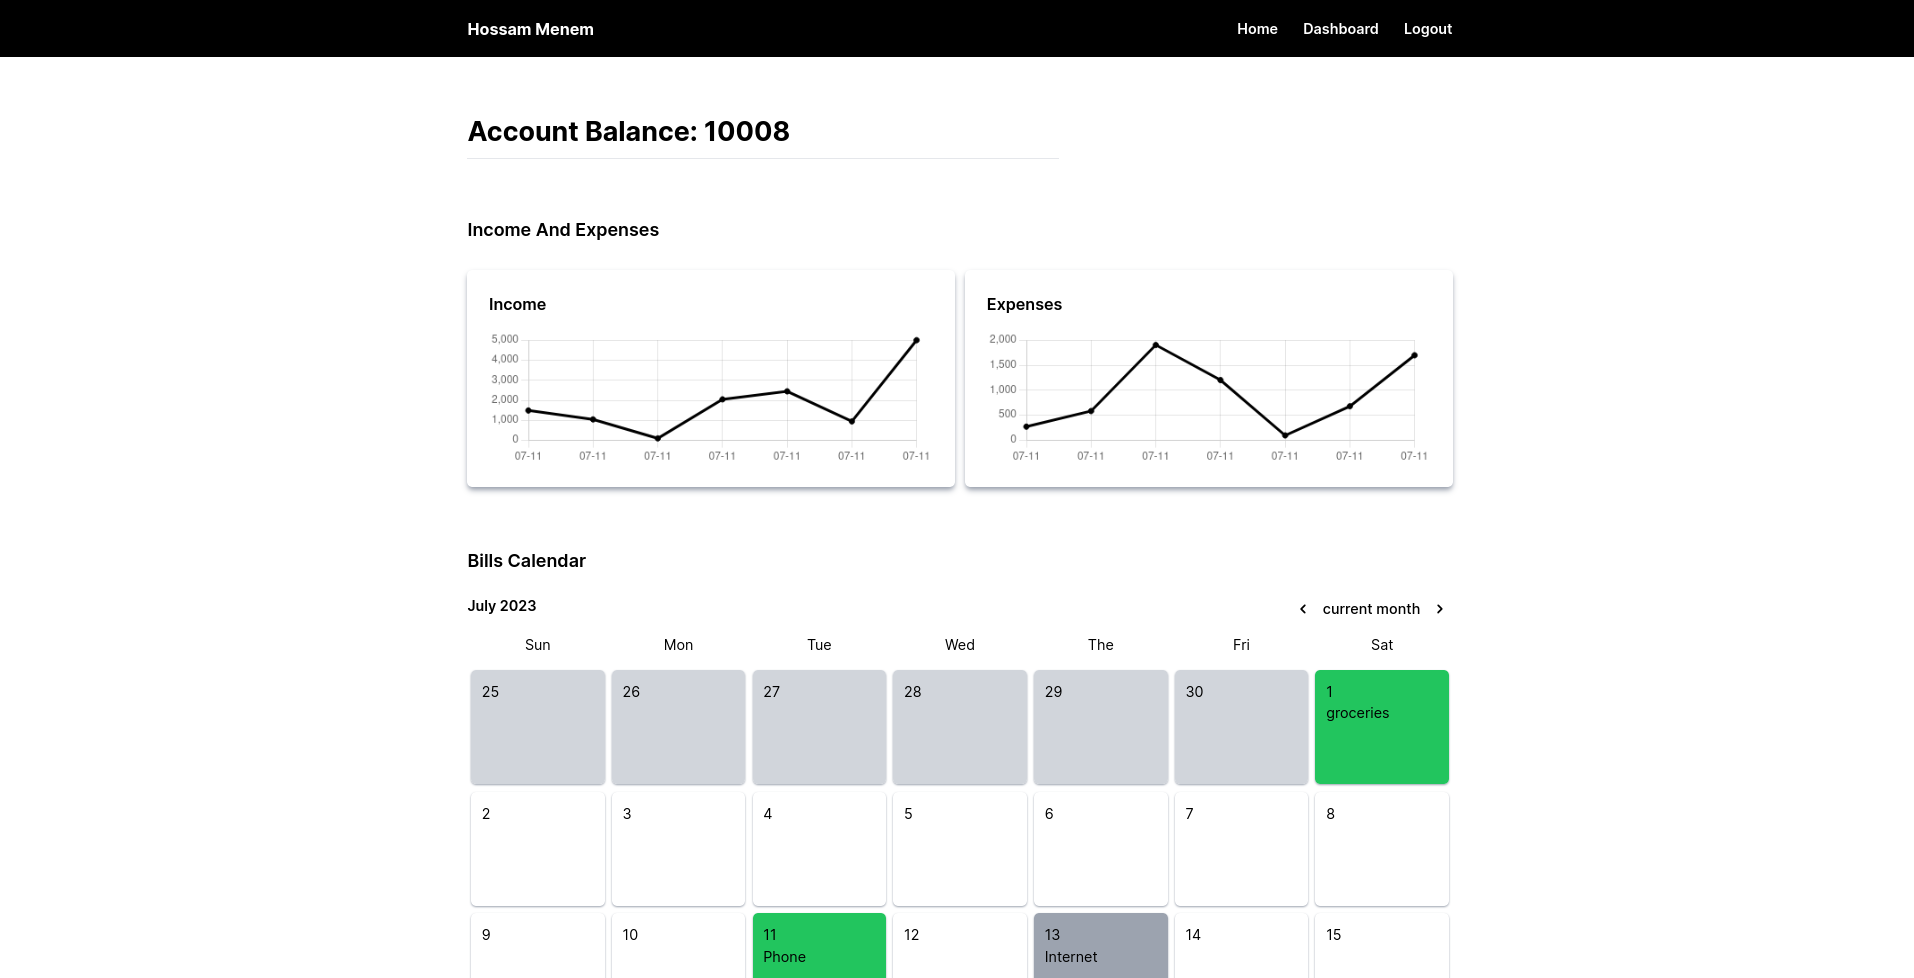 Hossam Menem
Home Dashboard Logout
Account Balance: 10008
Income And Expenses
Income
5,000
4,000
3,000
2,000
1,000
0
07-11 07-11 07-11 07-11 07-11 07-11 07-11
Expenses
2,000
1,500
1,000
500
0
07-11 07-11 07-11 07-11 07-11 07-11 07-11
Bills Calendar
July 2023
current month
Sun Mon Tue Wed The Fri Sat
25 26 27 28 29 30 1
groceries
2 3 4 5 6 7 8
9 10 11 12 13 14 15
Phone Internet